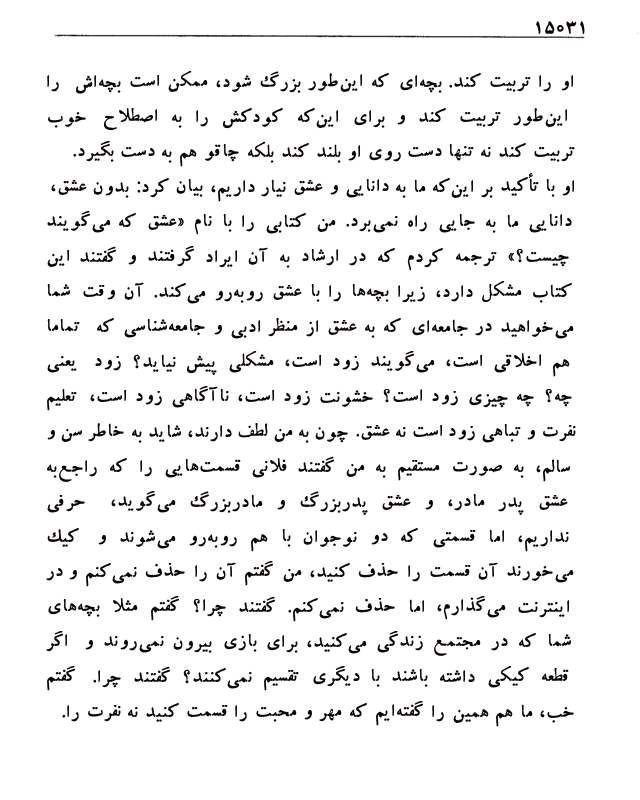 ۱۵۰۳۱
او را تربیت کند. بچه‌ای که این‌طور بزرگ شود، ممکن است بچه‌اش را
این‌طور تربیت کند و برای این‌که کودکش را به اصطلاح خوب
تربیت کند نه تنها دست روی او بلند کند بلکه چاقو هم به دست بگیرد.
او با تأکید بر این‌که ما به دانایی و عشق نیار داریم، بیان کرد: بدون عشق،
دانایی ما به جایی راه نمی‌برد. من کتابی را با نام «عشق که می‌گویند
چیست؟» ترجمه کردم که در ارشاد به آن ایراد گرفتند و گفتند این
کتاب مشکل دارد، زیرا بچه‌ها را با عشق روبه‌رو می‌کند. آن وقت شما
می‌خواهید در جامعه‌ای که به عشق از منظر ادبی و جامعه‌شناسی که تماما
هم اخلاقی است، می‌گویند زود است، مشکلی پیش نیاید؟ زود یعنی
چه؟ چه چیزی زود است؟ خشونت زود است، ناآگاهی زود است، تعلیم
نفرت و تباهی زود است نه عشق. چون به من لطف دارند، شاید به خاطر سن و
سالم، به صورت مستقیم به من گفتند فلانی قسمت‌هایی را که راجع‌به
عشق پدر مادر، و عشق پدربزرگ و مادربزرگ می‌گوید، حرفی
نداریم، اما قسمتی که دو نوجوان با هم روبه‌رو می‌شوند و کیک
می‌خورند آن قسمت را حذف کنید، من گفتم آن را حذف نمی‌کنم و در
اینترنت می‌گذارم، اما حذف نمی‌کنم. گفتند چرا؟ گفتم مثلا بچه‌های
شما که در مجتمع زندگی می‌کنید، برای بازی بیرون نمی‌روند و اگر
قطعه کیکی داشته باشند با دیگری تقسیم نمی‌کنند؟ گفتند چرا. گفتم
خب، ما هم همین را گفته‌ایم که مهر و محبت را قسمت کنید نه نفرت را.